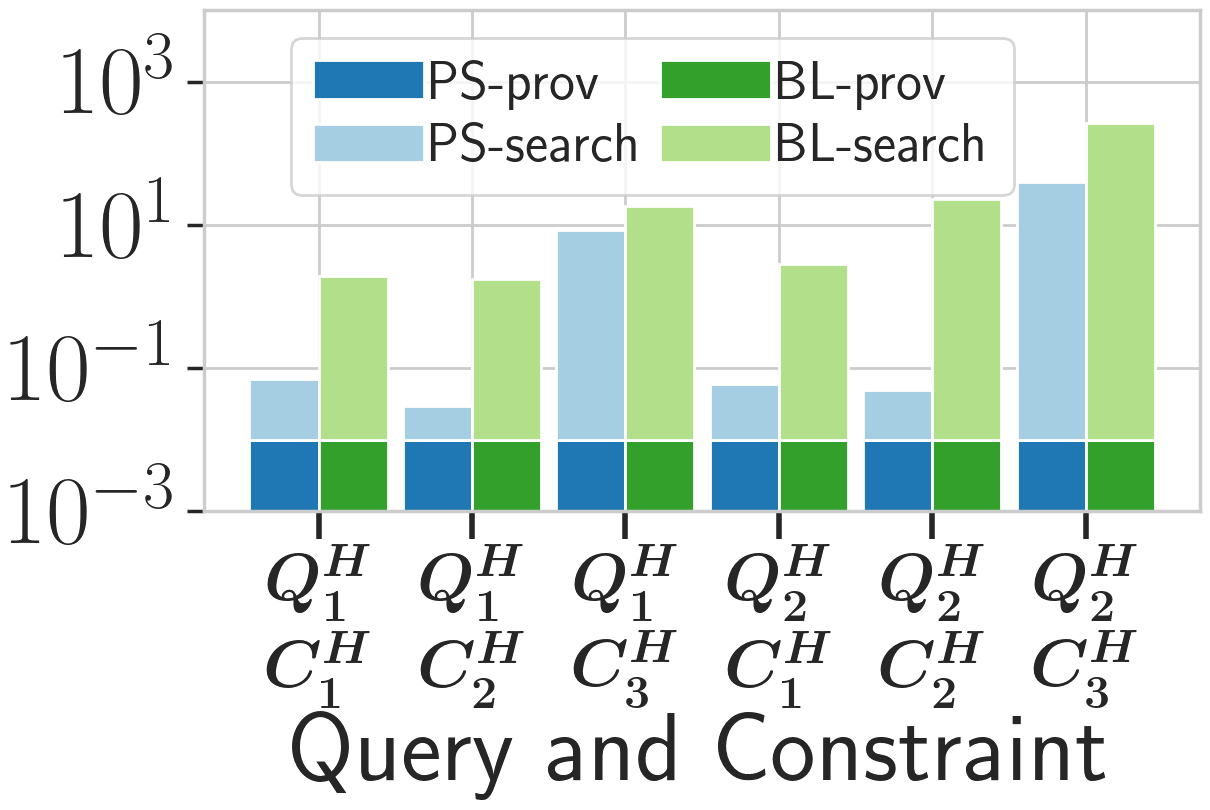 10^3
PS-prov BL-prov
PS-search BL-search
10^1
10^{-1}
10^{-3}
Q_1^H Q_1^H Q_1^H Q_2^H Q_2^H Q_2^H
C_1^H C_2^H C_3^H C_1^H C_2^H C_3^H
Query and Constraint